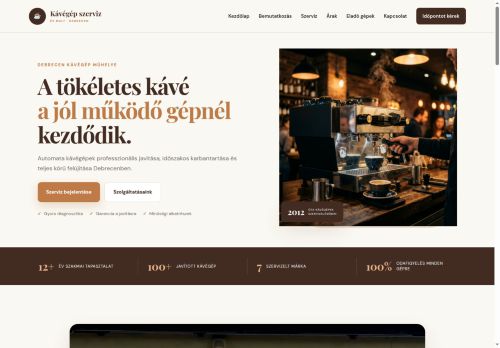 Kávégép szerviz
Kezdőlap
Bemutatkozás
Szerviz
Árak
Eladó gépek
Kapcsolat
Időpontot kérek
DEBRECEN KÁVÉGÉP MŰHELYE
A tökéletes kávé
a jól működő gépnél
kezdődik.
Automata kávégépek professzionális javítása, időszakos karbantartása és
teljes körű felújítása Debrecenben.
Szerviz bejelentése
Szolgáltatásaink
✓ Gyors diagnosztika
✓ Garancia a javításra
✓ Minőségi alkatrészek
2012
12+ ÉV SZAKMAI TAPASZTALAT
100+ JAVÍTOTT KÁVÉGÉP
7 SZERVIZELT MÁRKA
100% ODAFIGYELÉS MINDEN
GÉPRE